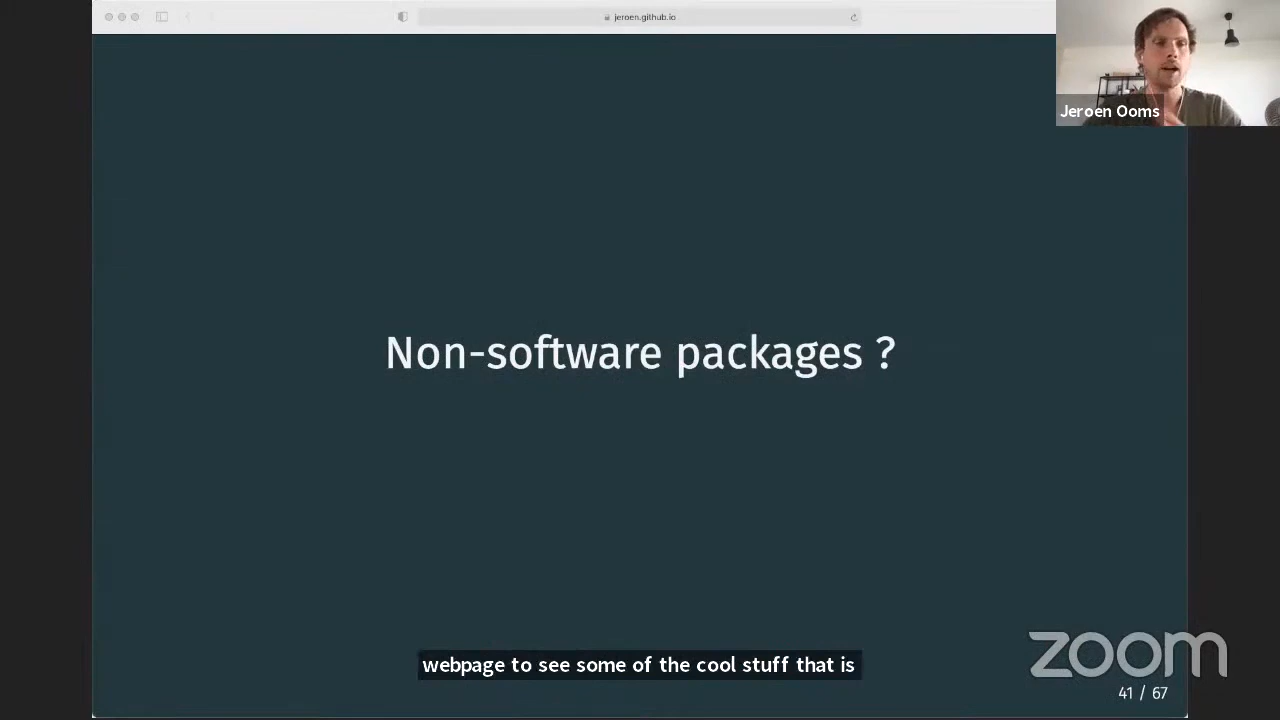 jeroen.github.io
Jeroen Ooms
Non-software packages ?
webpage to see some of the cool stuff that is
zoom
41 / 67